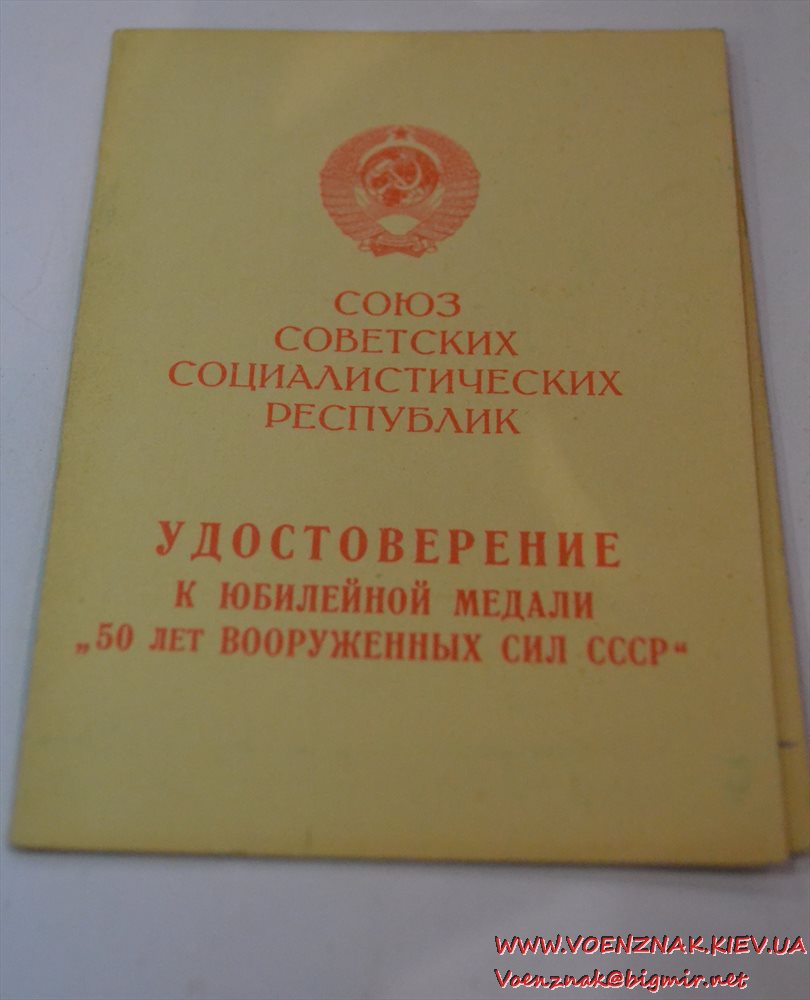 СОЮЗ
СОВЕТСКИХ
СОЦИАЛИСТИЧЕСКИХ
РЕСПУБЛИК
УДОСТОВЕРЕНИЕ
К ЮБИЛЕЙНОЙ МЕДАЛИ
„50 ЛЕТ ВООРУЖЕННЫХ СИЛ СССР“
WWW.VOENZNAK.KIEV.UA
Voenznak@bigmir.net